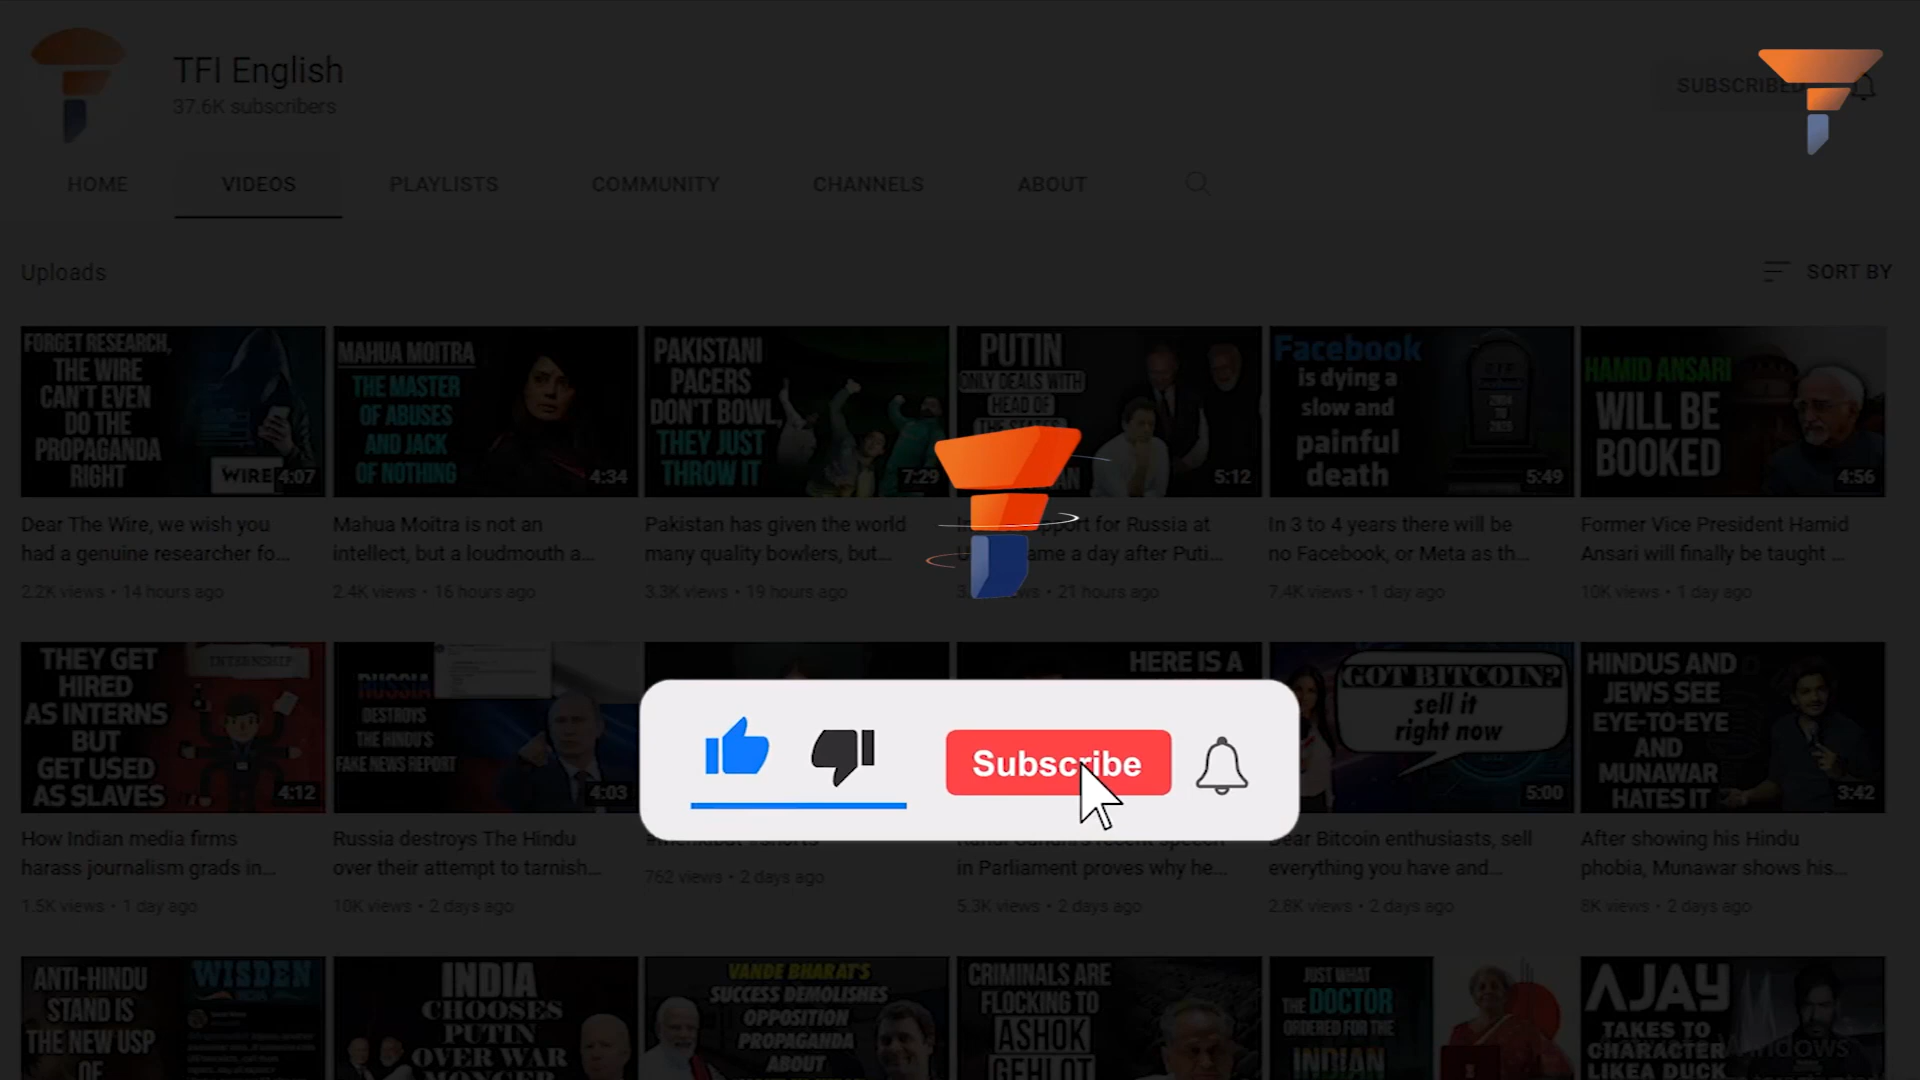 TFI English
37.6K subscribers
SUBSCRIBED
HOME
VIDEOS
PLAYLISTS
COMMUNITY
CHANNELS
ABOUT
Uploads
SORT BY
FORGET RESEARCH,
THE WIRE
CAN'T EVEN
DO THE
PROPAGANDA
RIGHT
WIRE
4:07
MAHUA MOITRA
THE MASTER
OF ABUSES
AND JACK
OF NOTHING
4:34
PAKISTANI
PACERS
DON'T BOWL,
THEY JUST
THROW IT
7:29
PUTIN
ONLY DEALS WITH
HEAD OF
5:12
Facebook
is dying a
slow and
painful
death
5:49
HAMID ANSARI
WILL BE
BOOKED
4:56
Dear The Wire, we wish you
had a genuine researcher fo...
2.2K views • 14 hours ago
Mahua Moitra is not an
intellect, but a loudmouth a...
2.4K views • 16 hours ago
Pakistan has given the world
many quality bowlers, but...
3.3K views • 19 hours ago
for Russia at
a day after Puti...
21 hours ago
In 3 to 4 years there will be
no Facebook, or Meta as th...
7.4K views • 1 day ago
Former Vice President Hamid
Ansari will finally be taught ...
10K views • 1 day ago
THEY GET
HIRED
AS INTERNS
BUT
GET USED
AS SLAVES
INTERNSHIP
4:12
RUSSIA
DESTROYS
THE HINDU'S
FAKE NEWS REPORT
4:03
HERE IS A
GOT BITCOIN?
sell it
right now
5:00
HINDUS AND
JEWS SEE
EYE-TO-EYE
AND
MUNAWAR
HATES IT
3:42
Subscribe
How Indian media firms
harass journalism grads in...
1.5K views • 1 day ago
Russia destroys The Hindu
over their attempt to tarnish...
10K views • 2 days ago
762 views • 2 days ago
in Parliament proves why he...
5.3K views • 2 days ago
Dear Bitcoin enthusiasts, sell
everything you have and...
2.8K views • 2 days ago
After showing his Hindu
phobia, Munawar shows his...
8K views • 2 days ago
ANTI-HINDU
STAND IS
THE NEW USP
OF
WISDEN
INDIA
INDIA
CHOOSES
PUTIN
OVER WAR
VANDE BHARAT'S
SUCCESS DEMOLISHES
OPPOSITION
PROPAGANDA
ABOUT
CRIMINALS ARE
FLOCKING TO
ASHOK
GEHLOT
JUST WHAT
THE DOCTOR
ORDERED FOR THE
INDIAN
AJAY
TAKES TO
CHARACTER
LIKE A DUCK
Windows